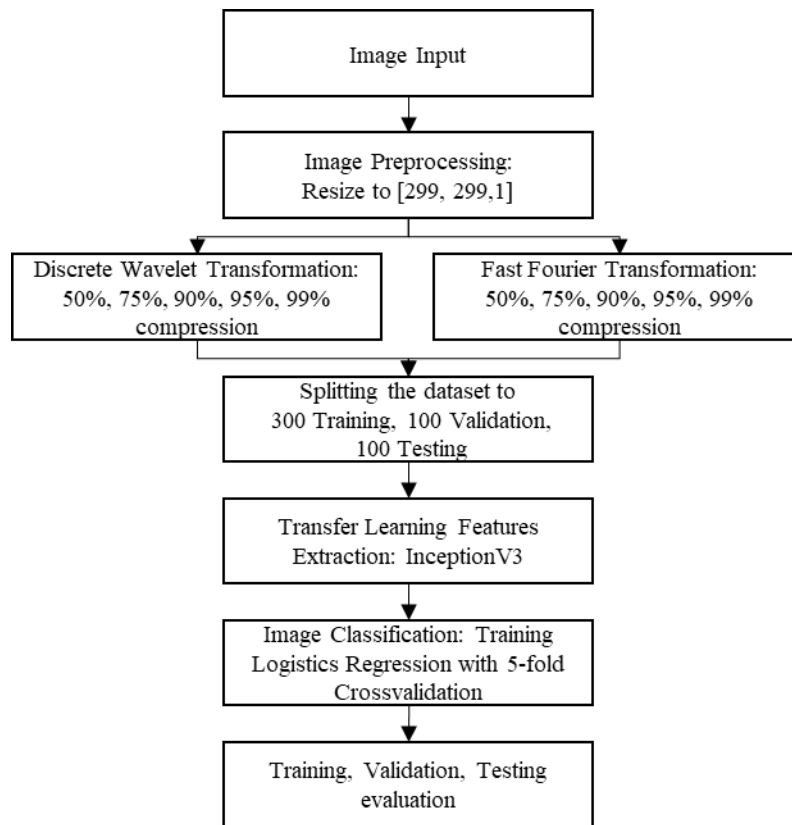 Image Input
Image Preprocessing:
Resize to [299, 299,1]
Discrete Wavelet Transformation:
50%, 75%, 90%, 95%, 99%
compression
Fast Fourier Transformation:
50%, 75%, 90%, 95%, 99%
compression
Splitting the dataset to
300 Training, 100 Validation,
100 Testing
Transfer Learning Features
Extraction: InceptionV3
Image Classification: Training
Logistics Regression with 5-fold
Crossvalidation
Training, Validation, Testing
evaluation